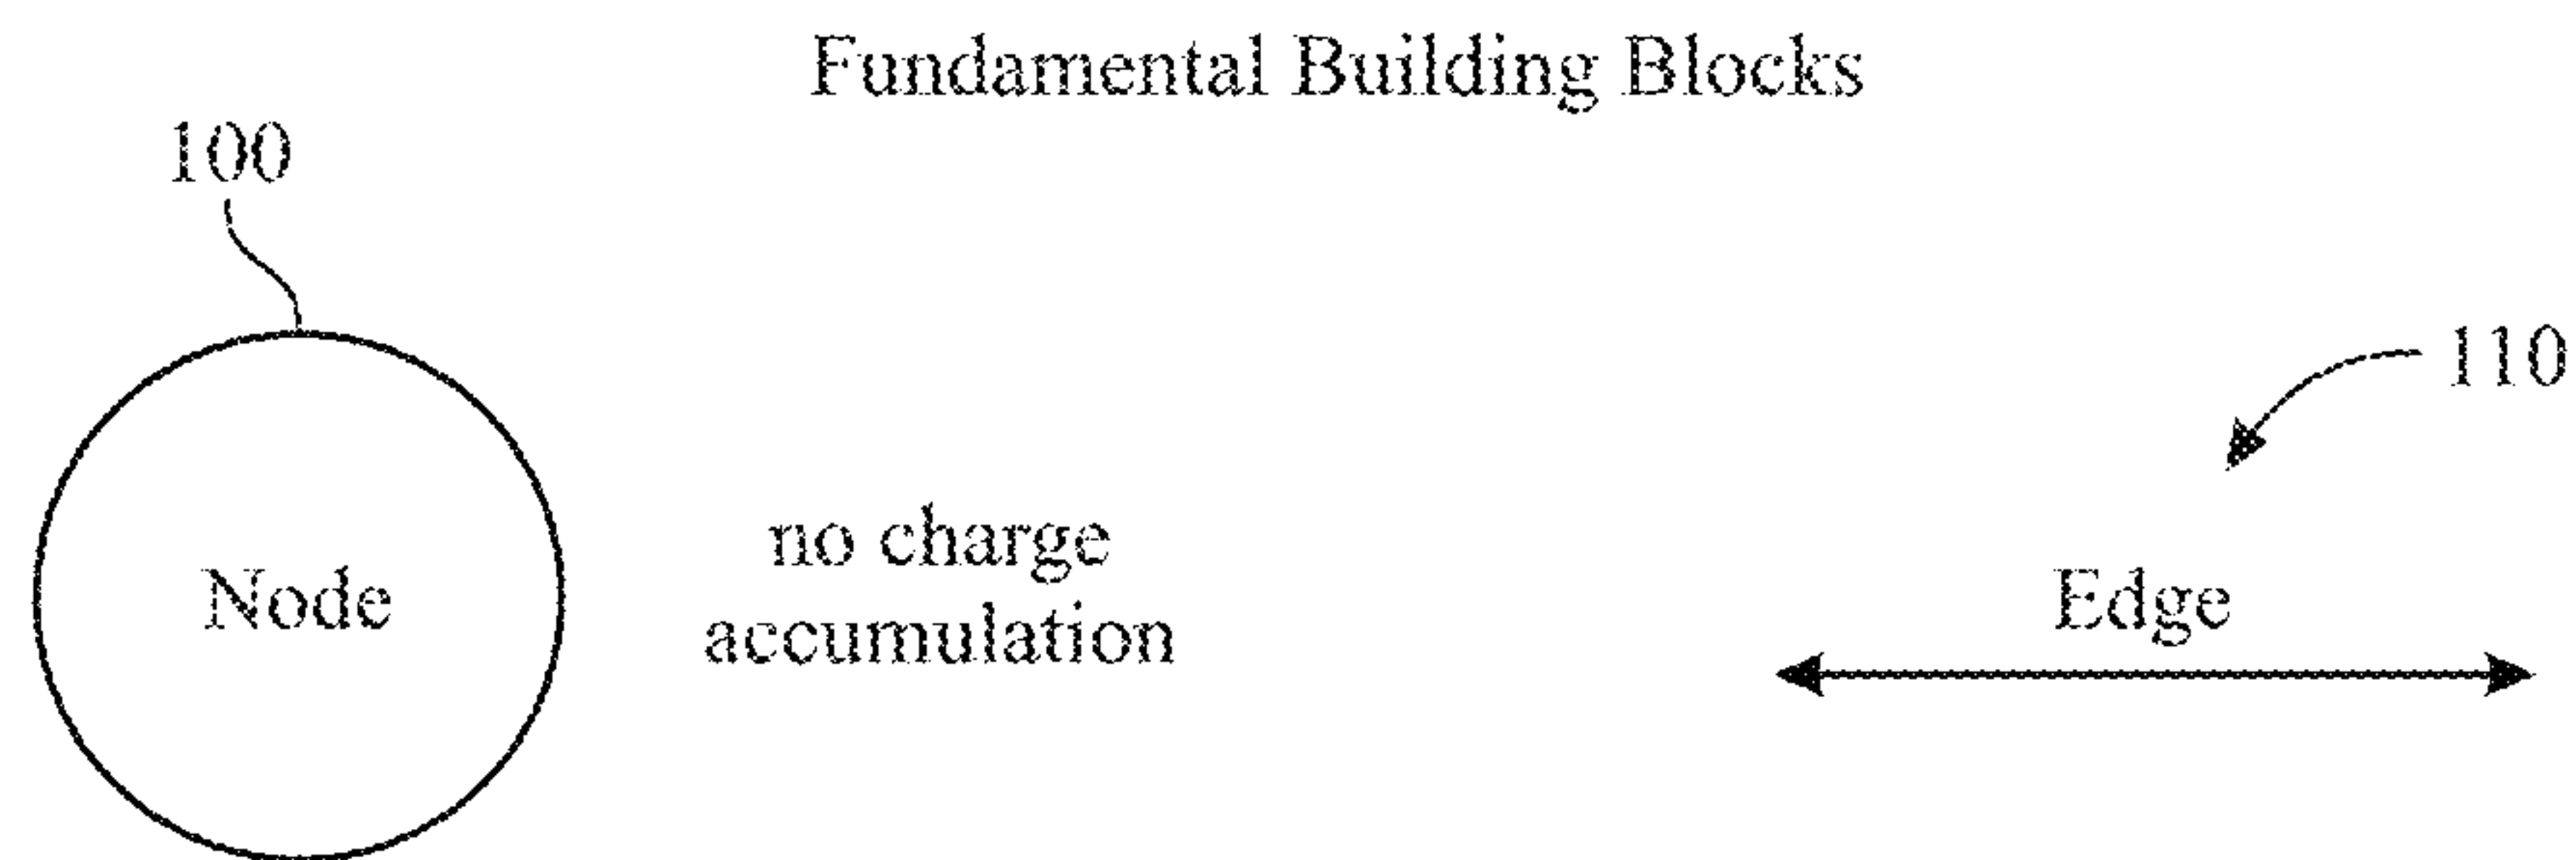 Fundamental Building Blocks
100
110
no charge
Node
Edge
accumulation